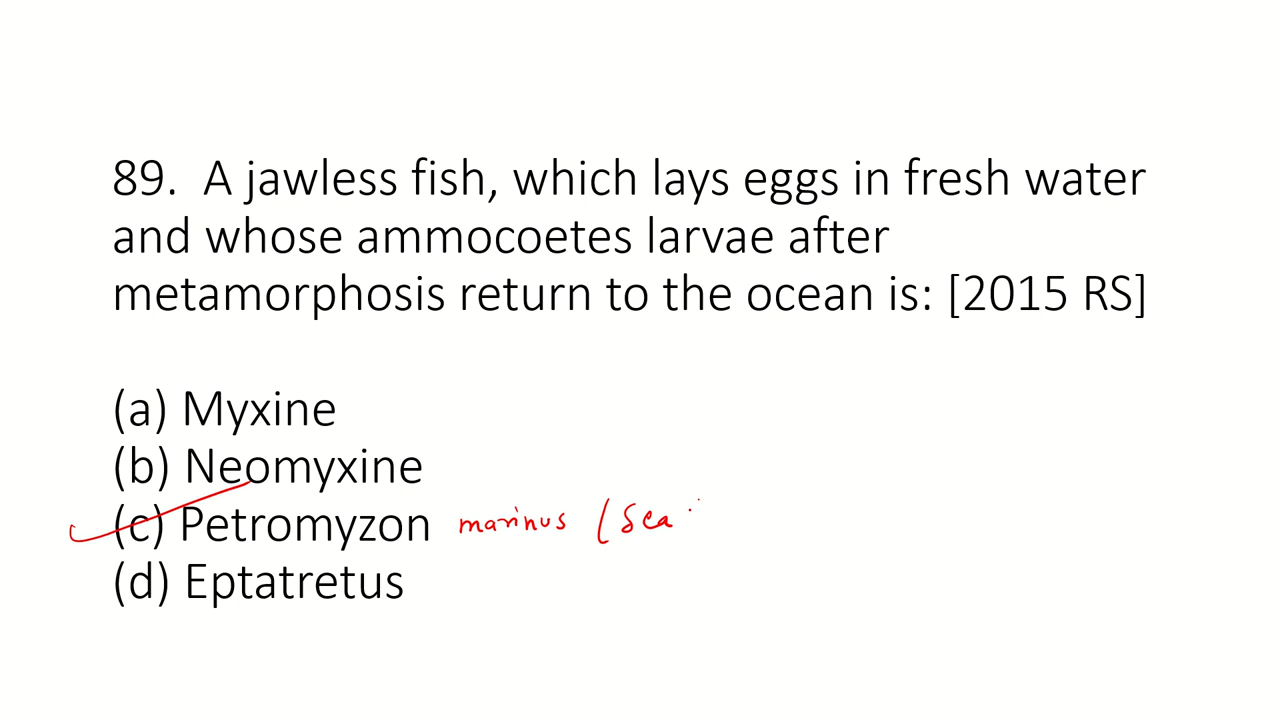 89. A jawless fish, which lays eggs in fresh water
and whose ammocoetes larvae after
metamorphosis return to the ocean is: [2015 RS]
(a) Myxine
(b) Neomyxine
(c) Petromyzon marinus (Sea
(d) Eptatretus